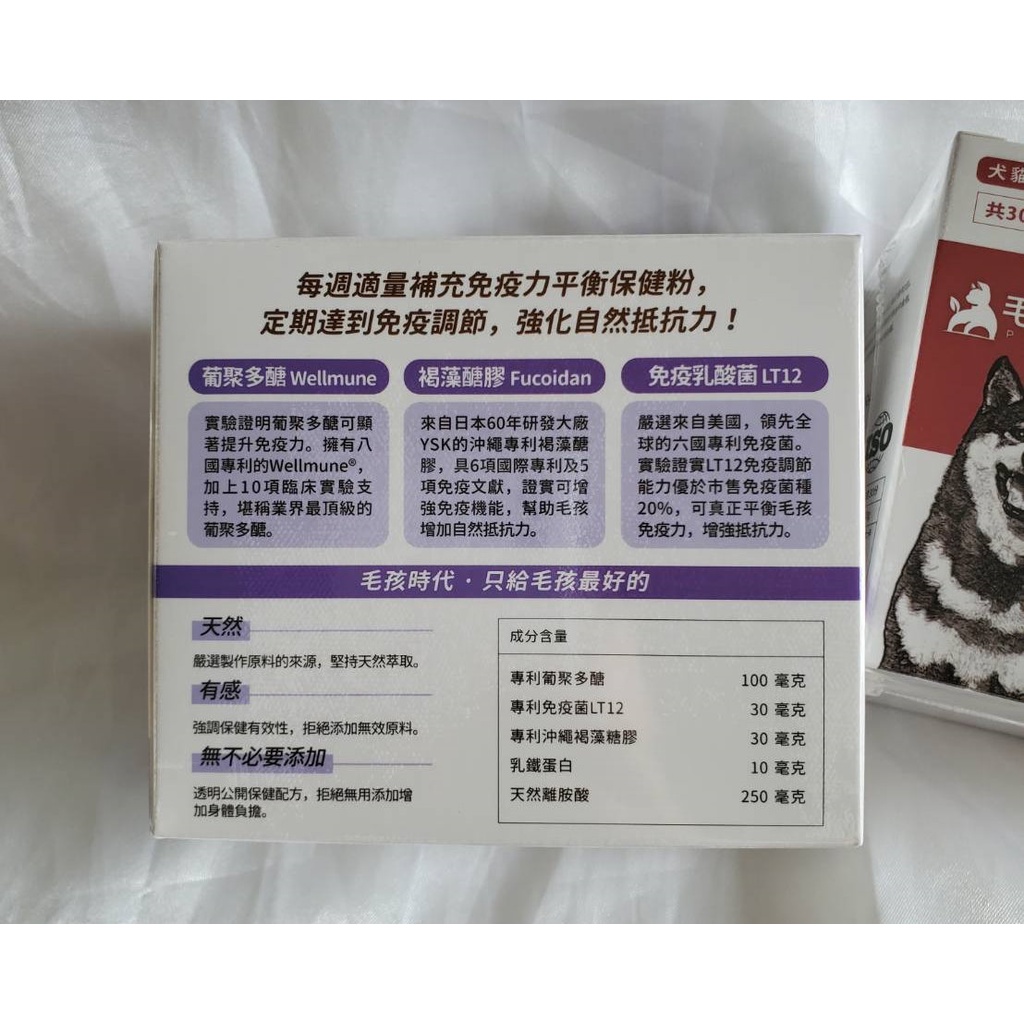 每週適量補充免疫力平衡保健粉，
定期達到免疫調節，強化自然抵抗力！
葡聚多醣 Wellmune
實驗證明葡聚多醣可顯
著提升免疫力。擁有八
國專利的Wellmune®，
加上10項臨床實驗支
持，堪稱業界最頂級的
葡聚多醣。
褐藻醣膠 Fucoidan
來自日本60年研發大廠
YSK的沖繩專利褐藻醣
膠，具6項國際專利及5
項免疫文獻，證實可增
強免疫機能，幫助毛孩
增加自然抵抗力。
免疫乳酸菌 LT12
嚴選來自美國，領先全
球的六國專利免疫菌。
實驗證實LT12免疫調節
能力優於市售免疫菌種
20%，可真正平衡毛孩
免疫力，增強抵抗力。
毛孩時代・只給毛孩最好的
天然
嚴選製作原料的來源，堅持天然萃取。
有感
強調保健有效性，拒絕添加無效原料。
無不必要添加
透明公開保健配方，拒絕無用添加增
加身體負擔。
成分含量
專利葡聚多醣 100 毫克
專利免疫菌LT12 30 毫克
專利沖繩褐藻糖膠 30 毫克
乳鐵蛋白 10 毫克
天然離胺酸 250 毫克
犬貓
共30
毛